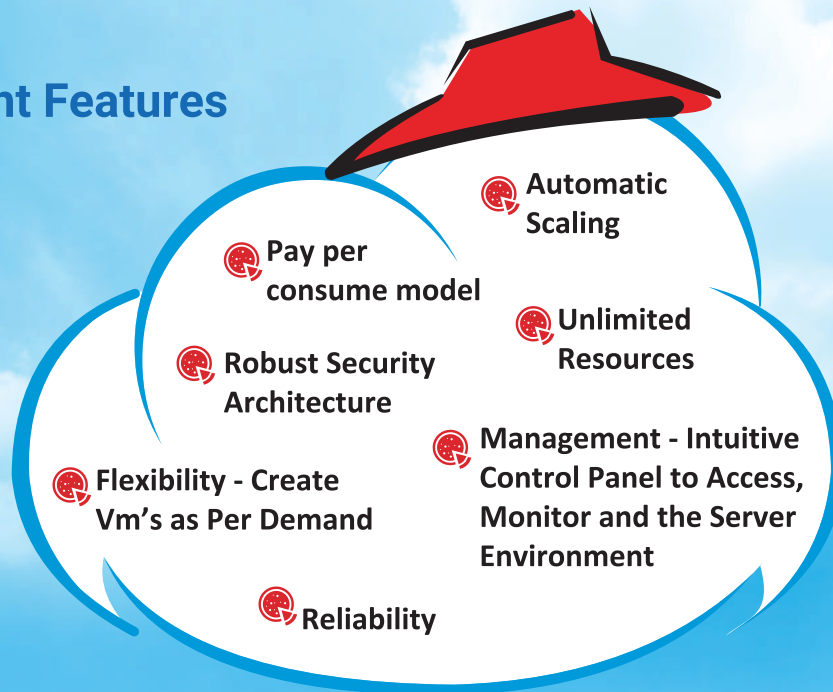 nt Features
Automatic
Scaling
Pay per
consume model
Unlimited
Resources
Robust Security
Architecture
Management - Intuitive
Control Panel to Access,
Monitor and the Server
Environment
Flexibility - Create
Vm's as Per Demand
Reliability